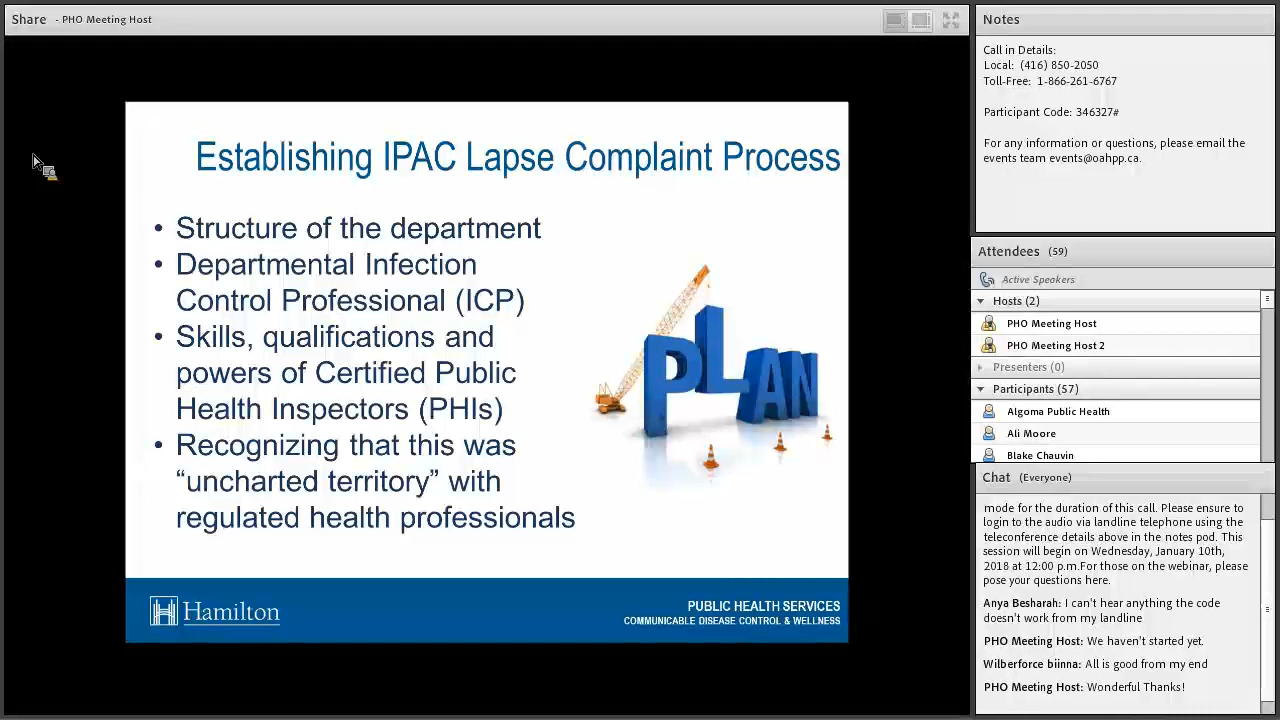 Share - PHO Meeting Host
Establishing IPAC Lapse Complaint Process
• Structure of the department
• Departmental Infection
Control Professional (ICP)
• Skills, qualifications and
powers of Certified Public
Health Inspectors (PHIs)
• Recognizing that this was
“uncharted territory” with
regulated health professionals
PLAN
Hamilton
PUBLIC HEALTH SERVICES
COMMUNICABLE DISEASE CONTROL & WELLNESS
Notes
Call in Details:
Local: (416) 850-2050
Toll-Free: 1-866-261-6767
Participant Code: 346327#
For any information or questions, please email the
events team events@oahpp.ca.
Attendees (59)
Active Speakers
Hosts (2)
PHO Meeting Host
PHO Meeting Host 2
Presenters (0)
Participants (57)
Algoma Public Health
Ali Moore
Blake Chauvin
Chat (Everyone)
mode for the duration of this call. Please ensure to
login to the audio via landline telephone using the
teleconference details above in the notes pod. This
session will begin on Wednesday, January 10th,
2018 at 12:00 p.m.For those on the webinar, please
pose your questions here.
Anya Besharah: I can't hear anything the code
doesn't work from my landline
PHO Meeting Host: We haven't started yet.
Wilberforce biinna: All is good from my end
PHO Meeting Host: Wonderful Thanks!